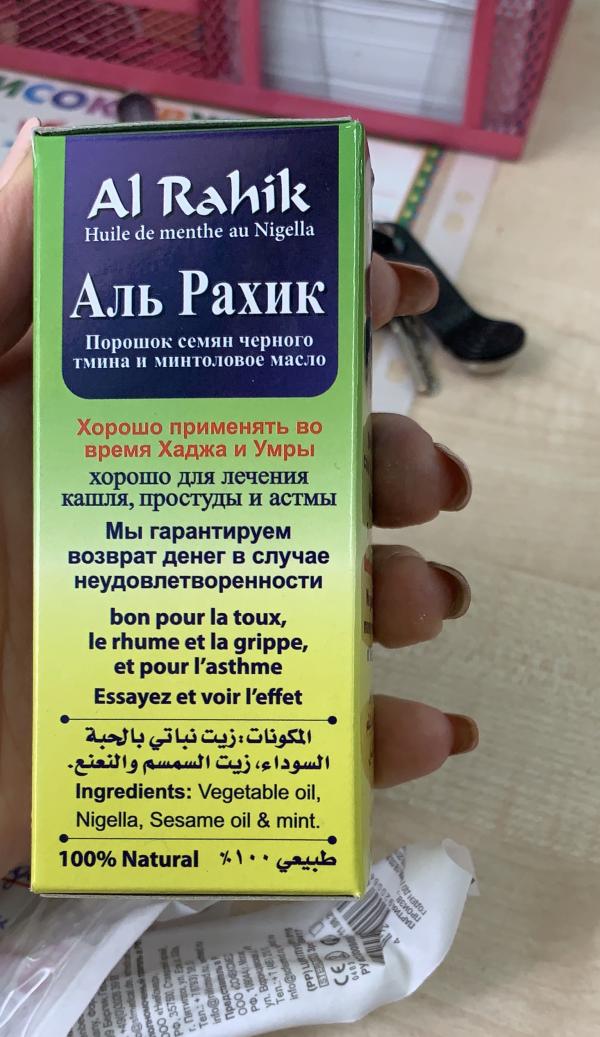 Al Rahik
Huile de menthe au Nigella
Аль Рахик
Порошок семян черного
тмина и минтоловое масло
Хорошо применять во
время Хаджа и Умры
хорошо для лечения
кашля, простуды и астмы
Мы гарантируем
возврат денег в случае
неудовлетворенности
bon pour la toux,
le rhume et la grippe,
et pour l’asthme
Essayez et voir l’effet
المكونات: زيت نباتي بالحبة
السوداء، زيت السمسم والنعنع.
Ingredients: Vegetable oil,
Nigella, Sesame oil & mint.
100% Natural طبيعي ١٠٠٪